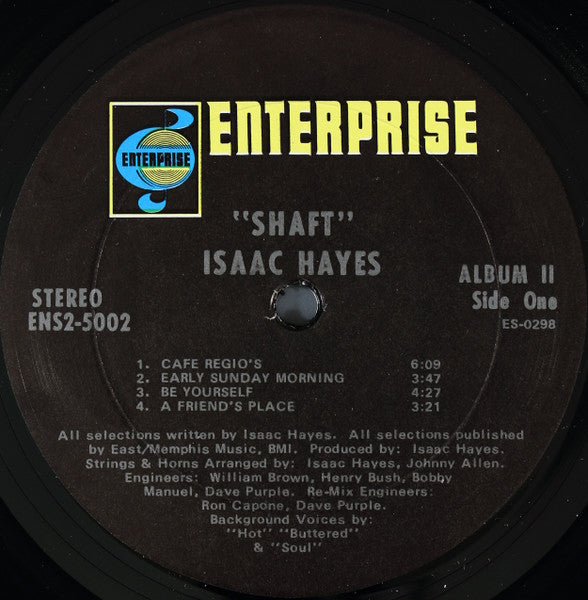 ENTERPRISE
ENTERPRISE
"SHAFT"
ISAAC HAYES
ALBUM II
Side One
ES-0298
STEREO
ENS2-5002
1. CAFE REGIO'S 6:09
2. EARLY SUNDAY MORNING 3:47
3. BE YOURSELF 4:27
4. A FRIEND'S PLACE 3:21
All selections written by Isaac Hayes. All selections published
by East/Memphis Music, BMI. Produced by: Isaac Hayes.
Strings & Horns Arranged by: Isaac Hayes, Johnny Allen.
Engineers: William Brown, Henry Bush, Bobby
Manuel, Dave Purple. Re-Mix Engineers:
Ron Capone, Dave Purple.
Background Voices by:
"Hot" "Buttered"
& "Soul"